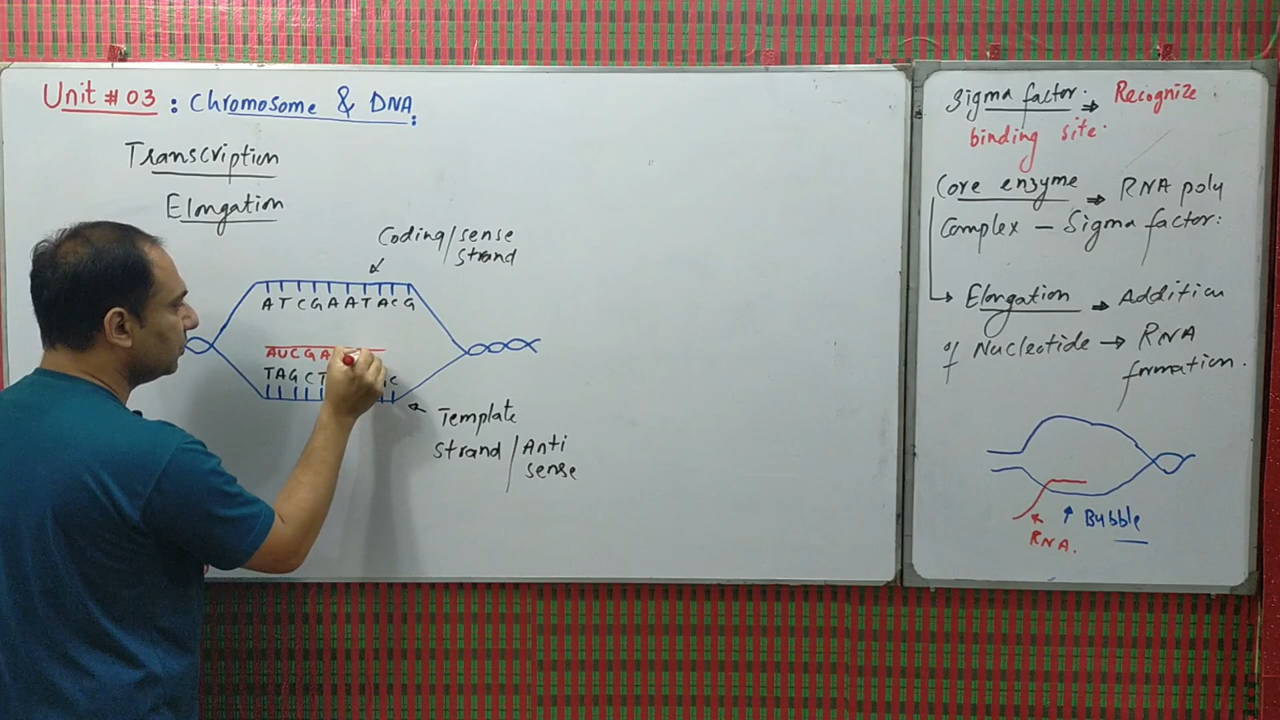 Unit # 03 : Chromosome & DNA:
Transcription
Elongation
Coding/sense
strand
ATCGAATACG
AUCGA
TAGCT
C
Template
strand/Anti
sense
Sigma factor. ⇒ Recognize
binding site.
Core enzyme ⇒ RNA poly
Complex – Sigma factor:
Elongation ⇒ Addition
of Nucleotide → RNA
formation.
Bubble
RNA.